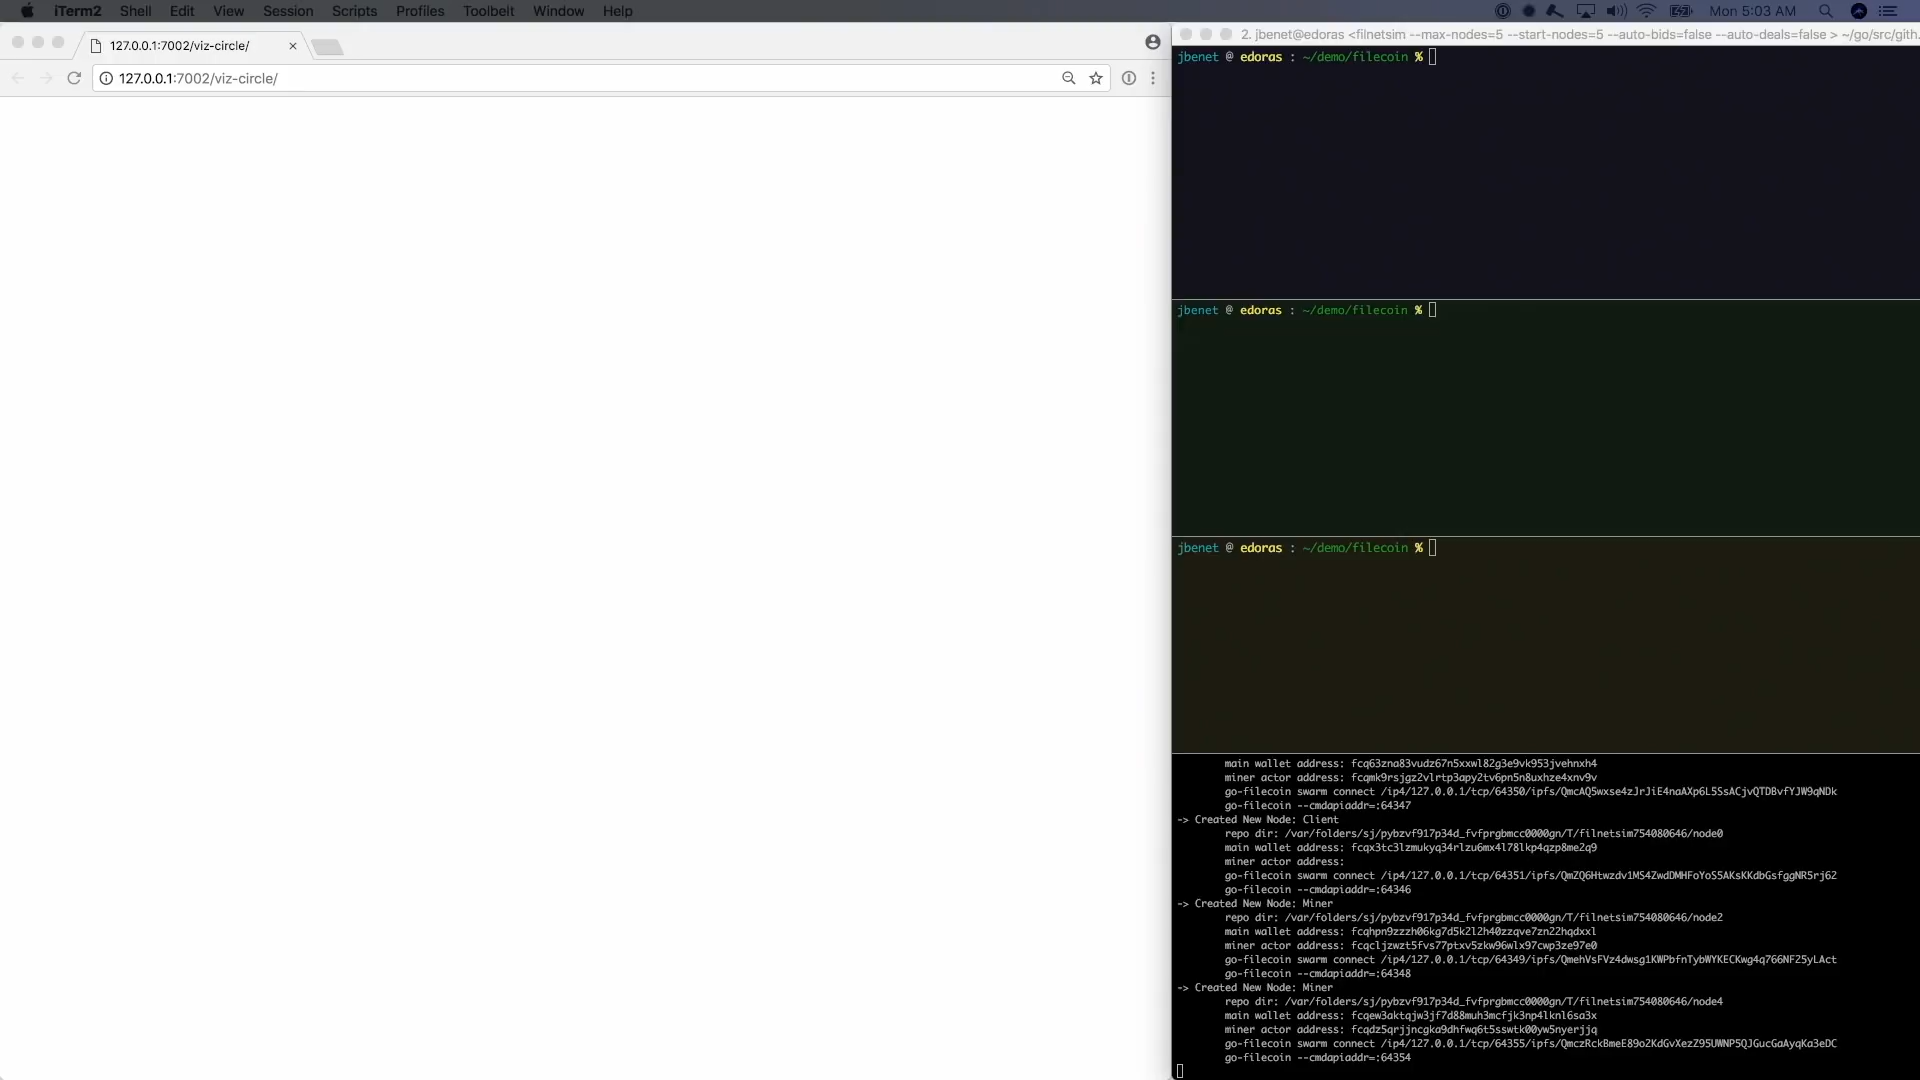 iTerm2 Shell Edit View Session Scripts Profiles Toolbelt Window Help Mon 5:03 AM
127.0.0.1:7002/viz-circle/
127.0.0.1:7002/viz-circle/
2. jbenet@edoras <filnetsim --max-nodes=5 --start-nodes=5 --auto-bids=false --auto-deals=false > ~/go/src/gith.
jbenet @ edoras : ~/demo/filecoin %
jbenet @ edoras : ~/demo/filecoin %
jbenet @ edoras : ~/demo/filecoin %
main wallet address: fcq63zna83vudz67n5xxwl82g3e9vk953jvehnxh4
miner actor address: fcqmk9rsjgz2vlrtp3apy2tv6pn5n8uxhze4xnv9v
go-filecoin swarm connect /ip4/127.0.0.1/tcp/64350/ipfs/QmcAQ5wxse4zJrJiE4naAXp6L5SsACjvQTDBvfYJW9qNDk
go-filecoin --cmdapiaddr=:64347
-> Created New Node: Client
repo dir: /var/folders/sj/pybzvf917p34d_fvfprgbmcc0000gn/T/filnetsim754080646/node0
main wallet address: fcqx3tc3lzmukyq34rlzu6mx4l78lkp4qzp8me2q9
miner actor address:
go-filecoin swarm connect /ip4/127.0.0.1/tcp/64351/ipfs/QmZQ6Htwzdv1MS4ZwdDMHFoYoS5AKsKKdbGsfggNR5rj62
go-filecoin --cmdapiaddr=:64346
-> Created New Node: Miner
repo dir: /var/folders/sj/pybzvf917p34d_fvfprgbmcc0000gn/T/filnetsim754080646/node2
main wallet address: fcqhpn9zzzh06kg7d5k2l2h40zzqve7zn22hqdxxl
miner actor address: fcqcljzwzt5fvs77ptxv5zkw96wlx97cwp3ze97e0
go-filecoin swarm connect /ip4/127.0.0.1/tcp/64349/ipfs/QmehVsFVz4dwsg1KWPbfnTybWYKECKwg4q766NF25yLAct
go-filecoin --cmdapiaddr=:64348
-> Created New Node: Miner
repo dir: /var/folders/sj/pybzvf917p34d_fvfprgbmcc0000gn/T/filnetsim754080646/node4
main wallet address: fcqew3aktqjw3jf7d88muh3mcfjk3np4lknl6sa3x
miner actor address: fcqdz5qrjjncgka9dhfwq6t5sswtk00yw5nyerjjq
go-filecoin swarm connect /ip4/127.0.0.1/tcp/64355/ipfs/QmczRckBmeE89o2KdGvXezZ95UWNP5QJGucGaAyqKa3eDC
go-filecoin --cmdapiaddr=:64354